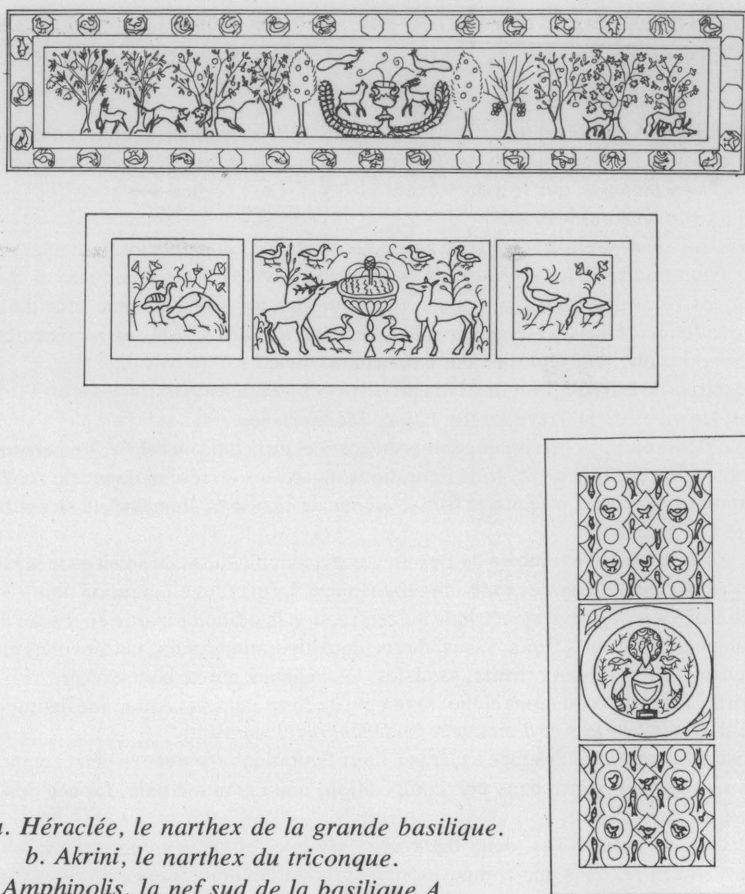 a. Héraclée, le narthex de la grande basilique.
b. Akrini, le narthex du triconque.
Amphipolis, la nef sud de la basilique A